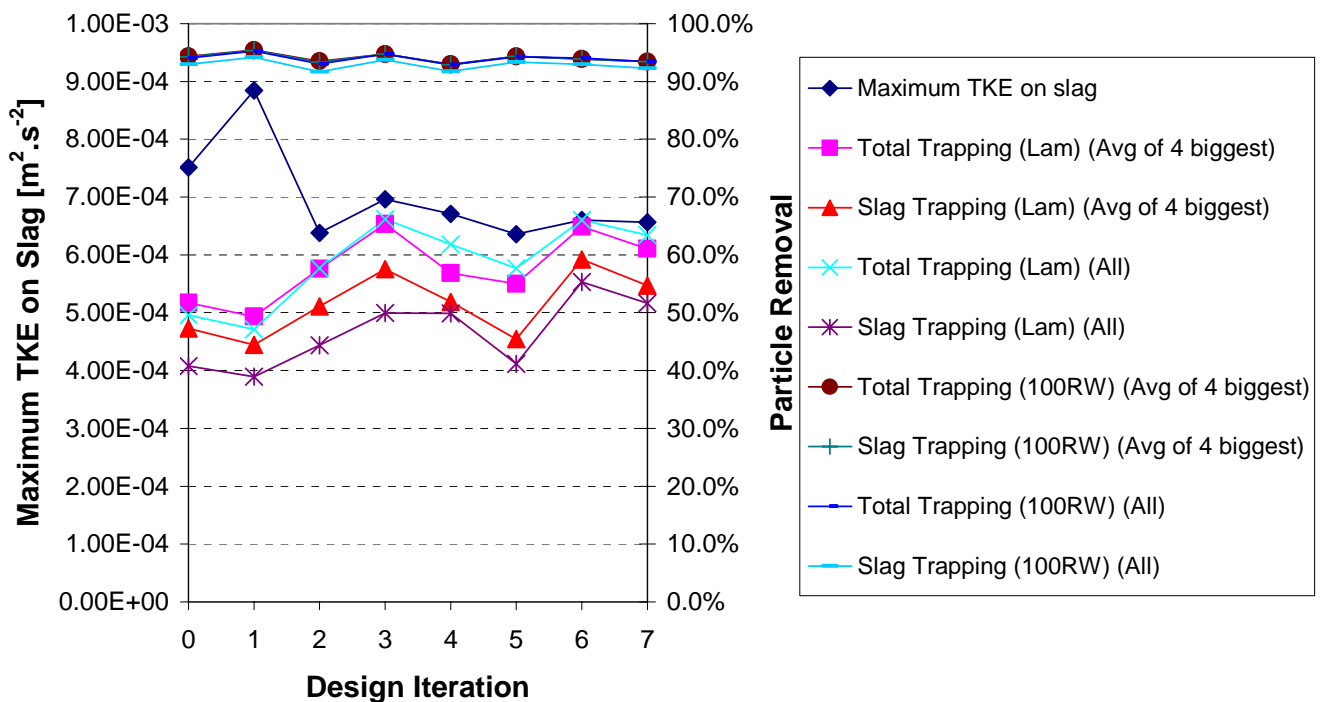 Maximum TKE on Slag [m².s⁻²]
1.00E-03
9.00E-04
8.00E-04
7.00E-04
6.00E-04
5.00E-04
4.00E-04
3.00E-04
2.00E-04
1.00E-04
0.00E+00
100.0%
90.0%
80.0%
70.0%
60.0%
50.0%
40.0%
30.0%
20.0%
10.0%
0.0%
Particle Removal
0 1 2 3 4 5 6 7
Design Iteration
Maximum TKE on slag
Total Trapping (Lam) (Avg of 4 biggest)
Slag Trapping (Lam) (Avg of 4 biggest)
Total Trapping (Lam) (All)
Slag Trapping (Lam) (All)
Total Trapping (100RW) (Avg of 4 biggest)
Slag Trapping (100RW) (Avg of 4 biggest)
Total Trapping (100RW) (All)
Slag Trapping (100RW) (All)